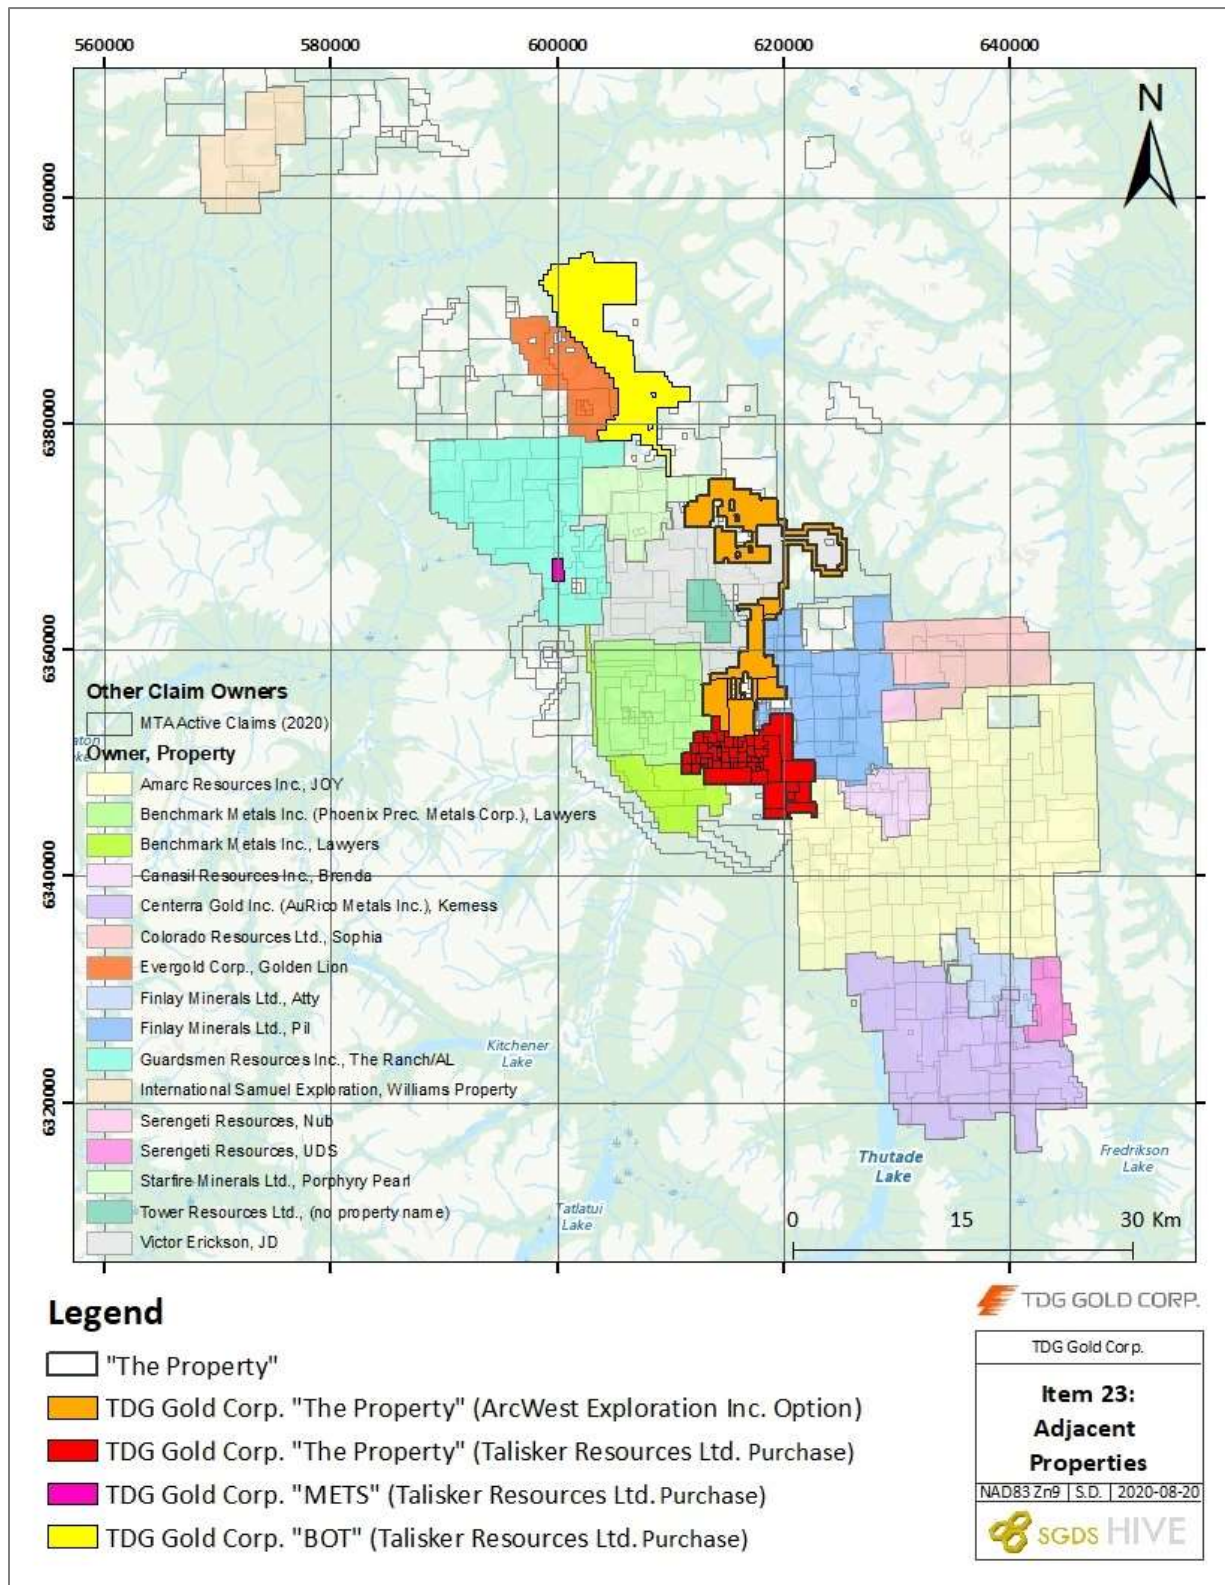 560000
580000
600000
620000
640000
N
6400000
6380000
6360000
6340000
6320000
Other Claim Owners
MTA Active Claims (2020)
Owner, Property
Amarc Resources Inc., JOY
Benchmark Metals Inc. (Phoenix Prec. Metals Corp.), Lawyers
Benchmark Metals Inc., Lawyers
Canasil Resources Inc., Brenda
Centerra Gold Inc. (AuRico Metals Inc.), Kemess
Colorado Resources Ltd., Sophia
Evergold Corp., Golden Lion
Finlay Minerals Ltd., Atty
Finlay Minerals Ltd., Pil
Guardsmen Resources Inc., The Ranch/AL
International Samuel Exploration, Williams Property
Serengeti Resources, Nub
Serengeti Resources, UDS
Starfire Minerals Ltd., Porphyry Pearl
Tower Resources Ltd., (no property name)
Victor Erickson, JD
Kitchener
Lake
Tatlatui
Lake
Thutade
Lake
Fredrikson
Lake
0 15 30 Km
Legend
"The Property"
TDG Gold Corp. "The Property" (ArcWest Exploration Inc. Option)
TDG Gold Corp. "The Property" (Talisker Resources Ltd. Purchase)
TDG Gold Corp. "METS" (Talisker Resources Ltd. Purchase)
TDG Gold Corp. "BOT" (Talisker Resources Ltd. Purchase)
TDG GOLD CORP.
TDG Gold Corp.
Item 23:
Adjacent
Properties
NAD83 Zn9 S.D. 2020-08-20
SGDS HIVE